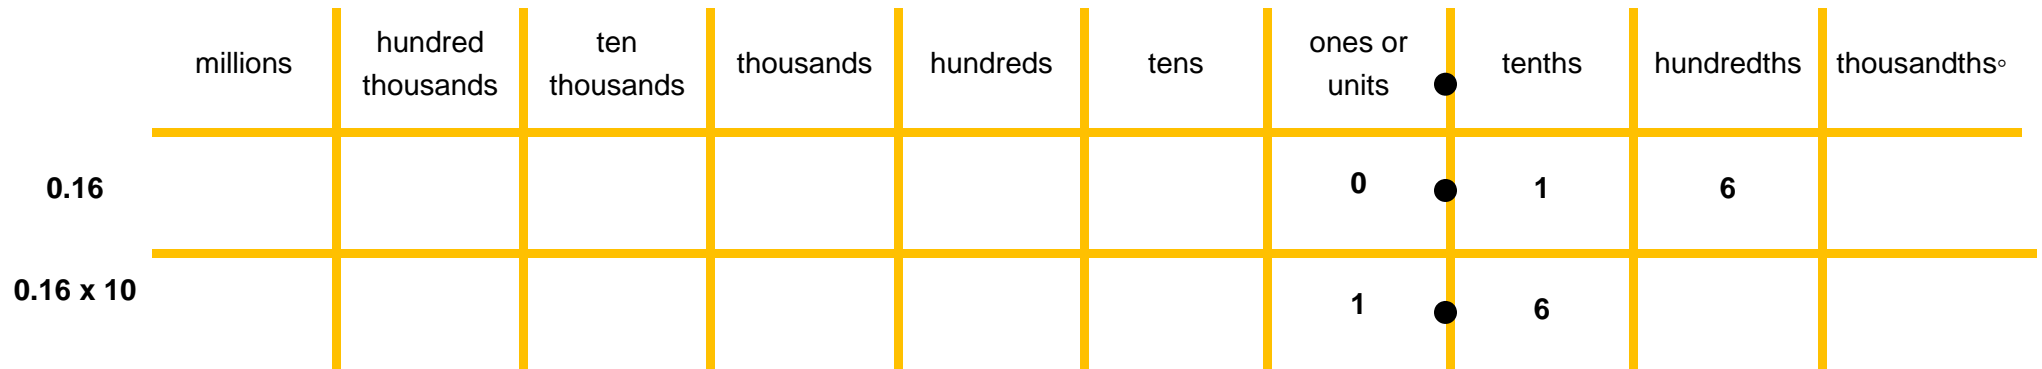 millions hundred thousands ten thousands thousands hundreds tens ones or units • tenths hundredths thousandths◦
0.16 0 • 1 6
0.16 x 10 1 • 6